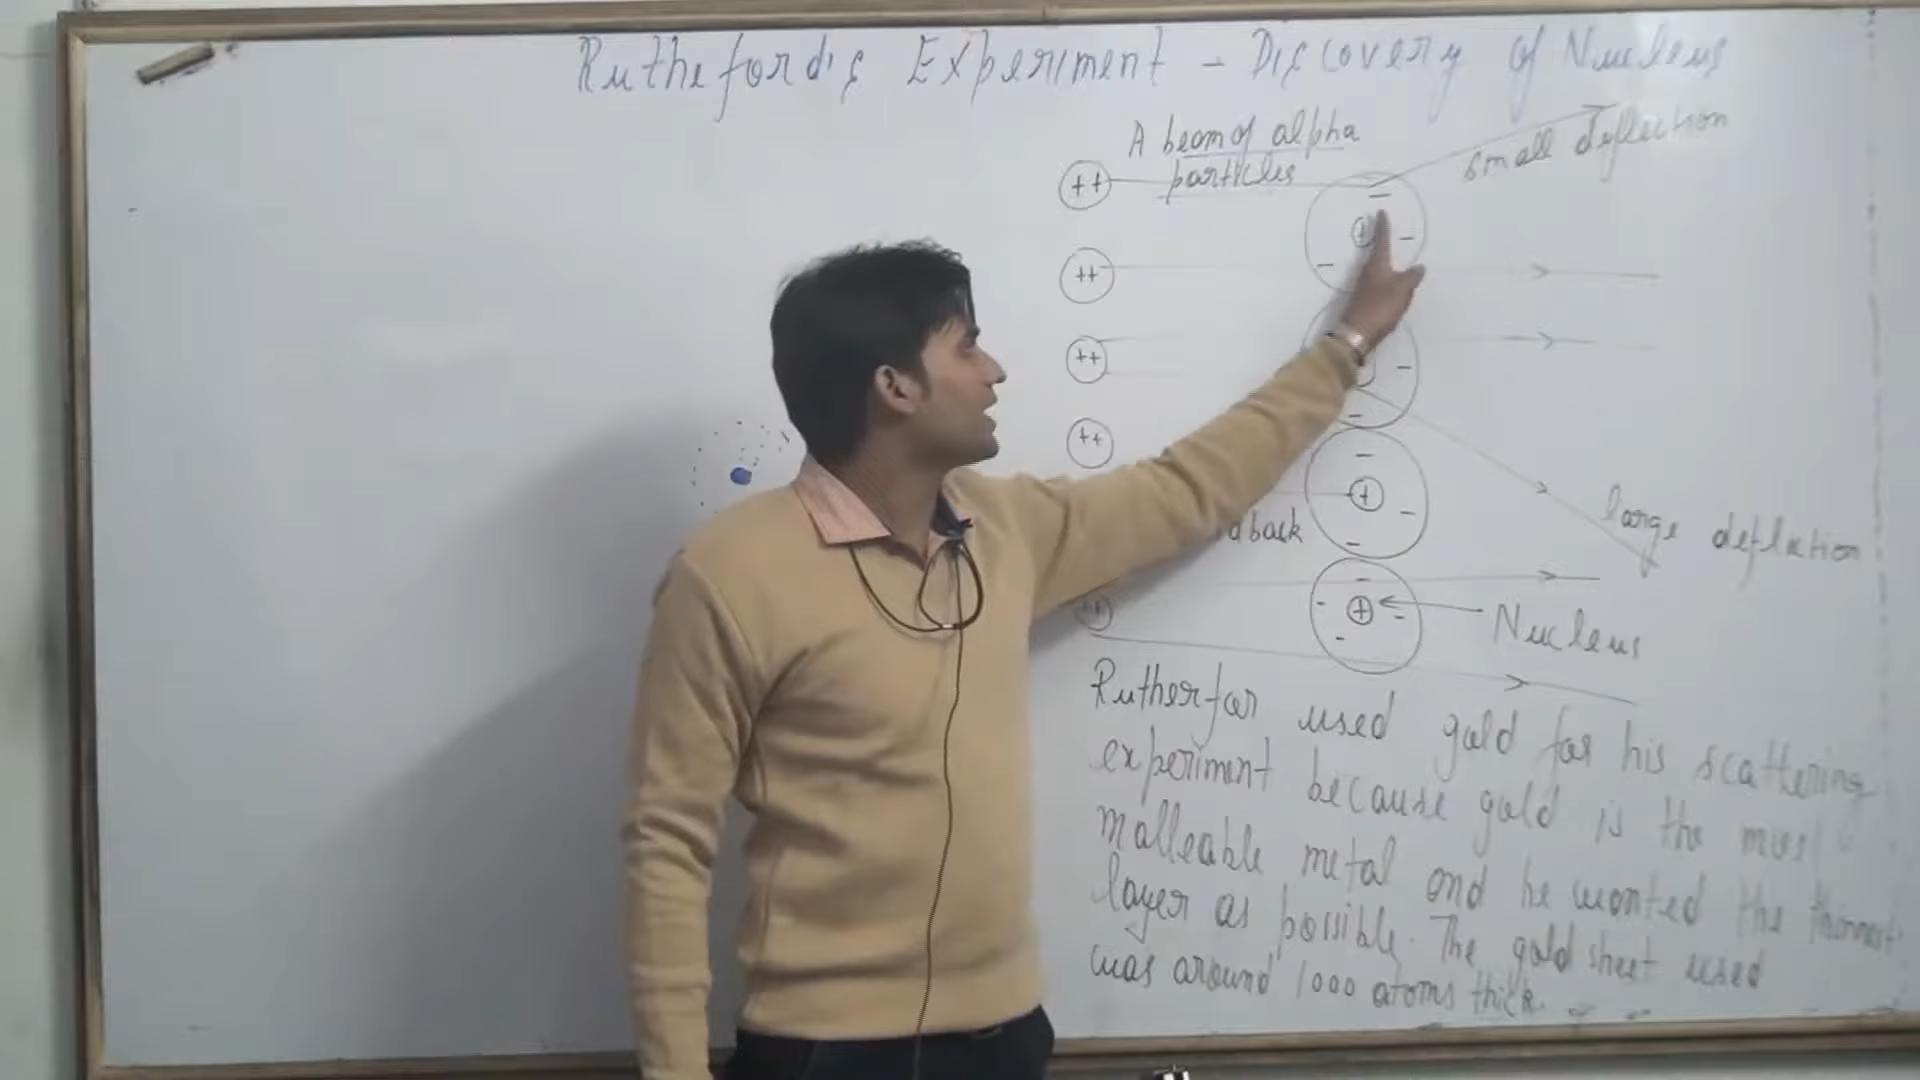 Rutheford's Experiment - Discovery of Nucleus
A beam of alpha
particles
small deflection
++
++
++
++
++
+
-
-
-
-
-
-
+
-
-
back
large deflection
-
-
+
-
-
Nucleus
Rutherfor used gold for his scattering
experiment because gold is the most
malleable metal and he wanted the thinnest
layer as possible. The gold sheet used
was around 1000 atoms thick.